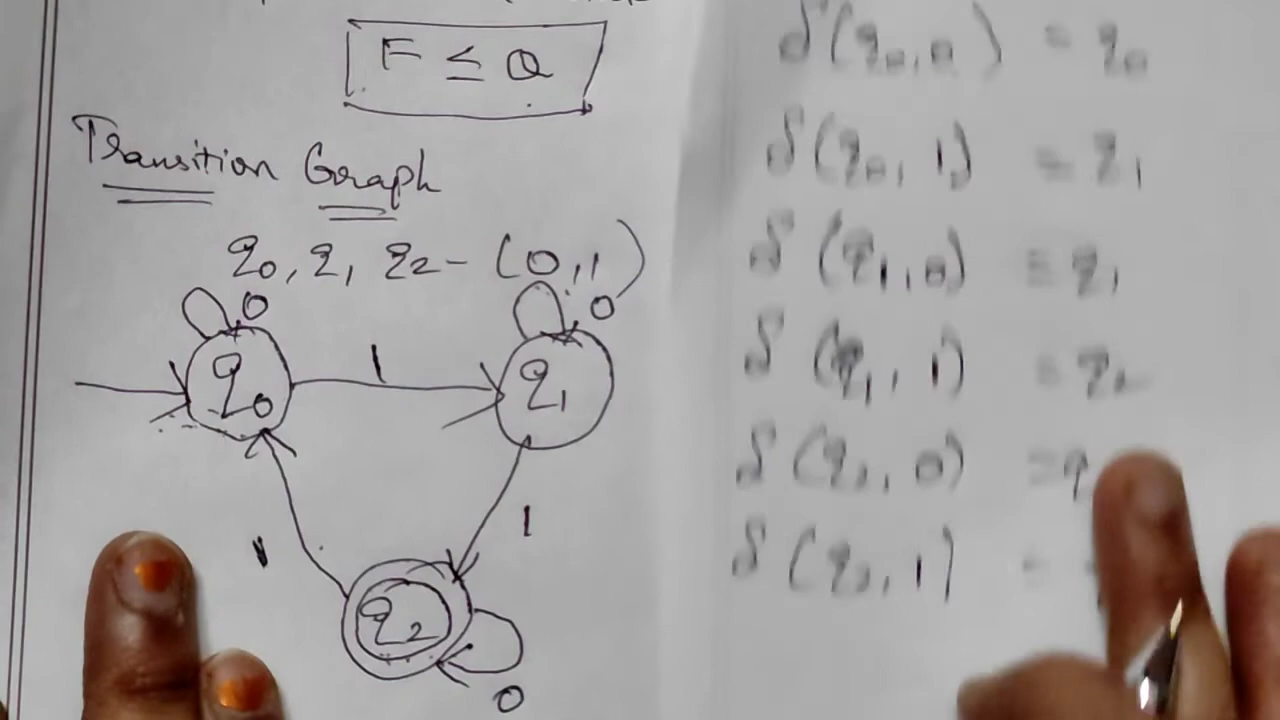 F ≤ Q
Transition Graph
q0, q1 q2 - (0,1)
0
0
q0
1
q1
1
1
q2
0
δ(q0, 0) = q0
δ(q0, 1) = q1
δ(q1, 0) = q1
δ(q1, 1) = q2
δ(q2, 0) = q
δ(q2, 1)